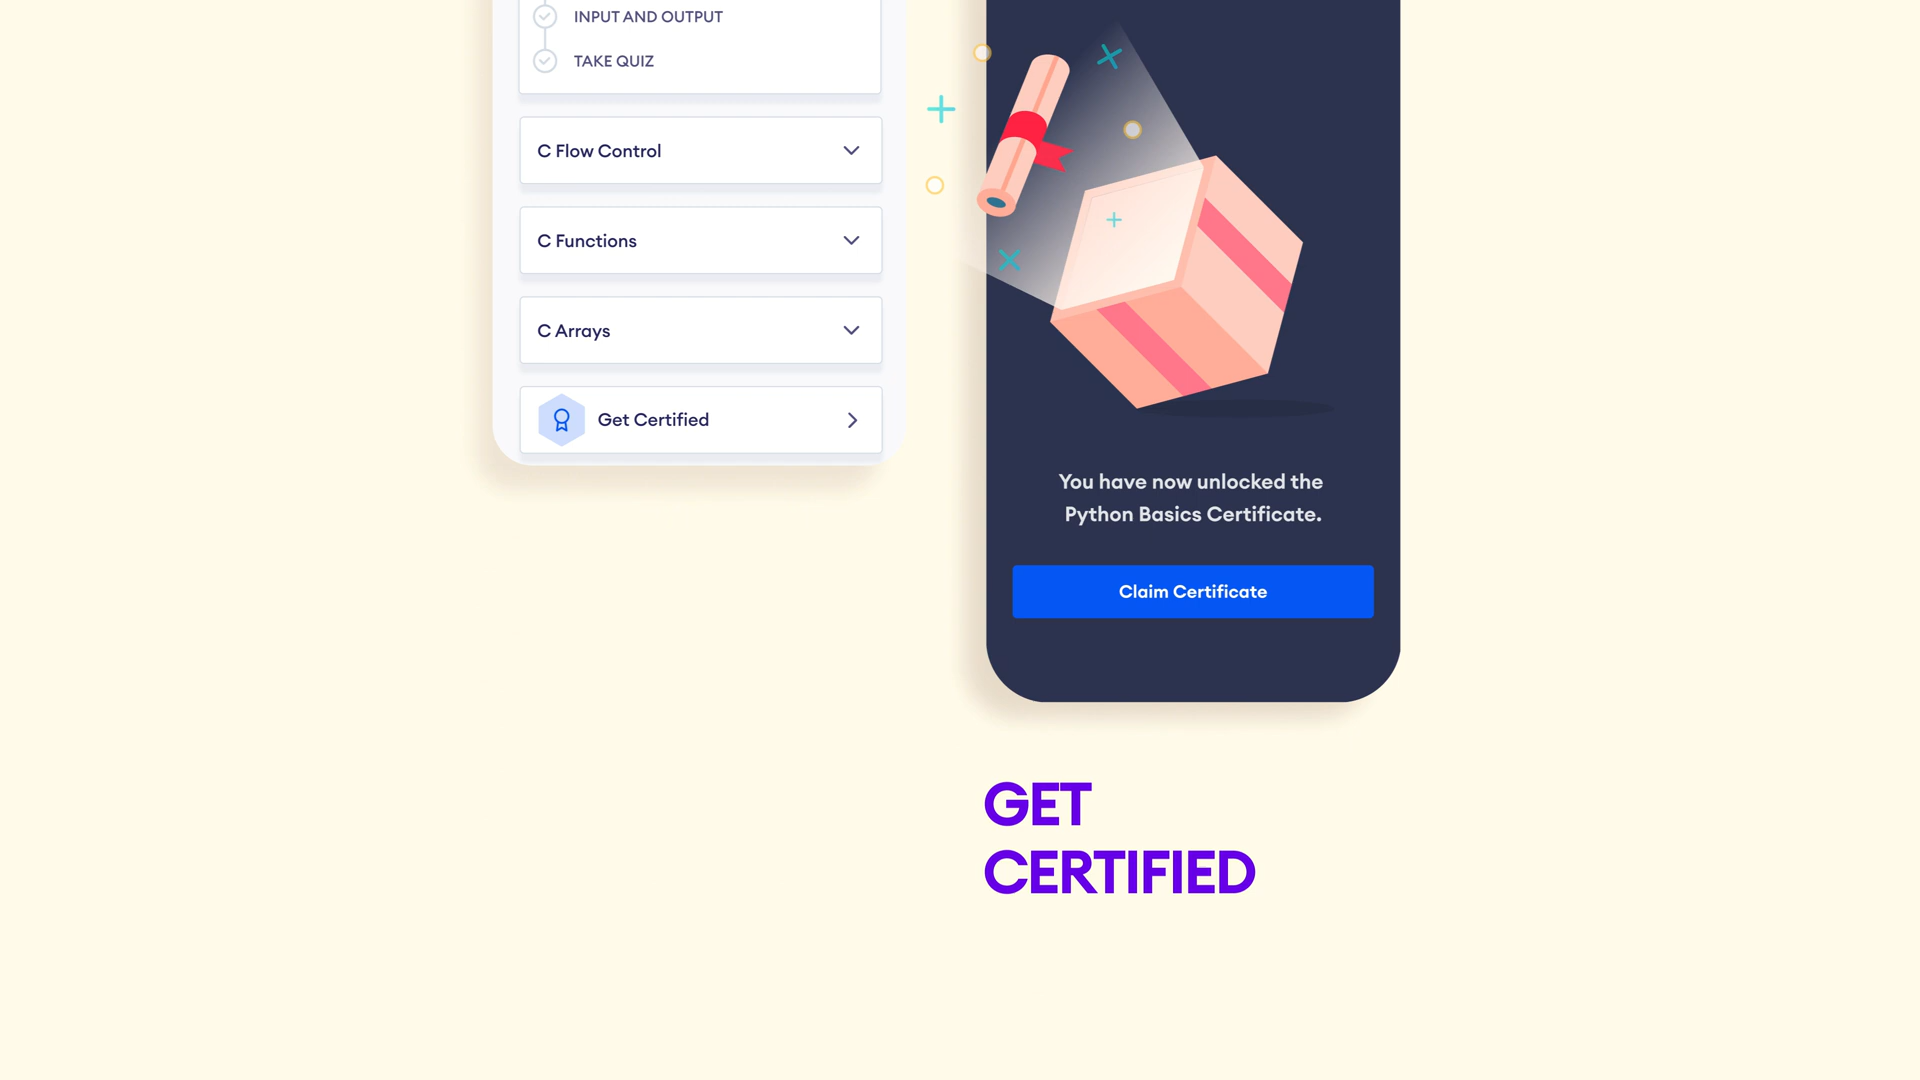 INPUT AND OUTPUT
TAKE QUIZ
C Flow Control
C Functions
C Arrays
Get Certified
You have now unlocked the
Python Basics Certificate.
Claim Certificate
GET
CERTIFIED